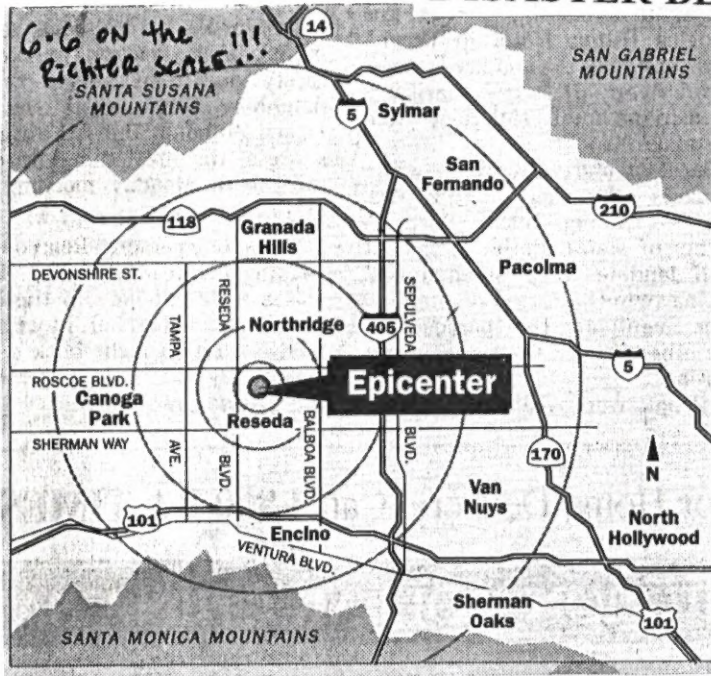 6.6 ON the
RichteR SCALE!!!
14
SAN GABRIEL
MOUNTAINS
SANTA SUSANA
MOUNTAINS
5
Sylmar
San
Fernando
118
210
Granada
Hills
Pacoima
DEVONSHIRE ST.
RESEDA
SEPULVEDA
TAMPA
Northridge
405
5
ROSCOE BLVD.
Epicenter
Canoga
Park
Reseda
BALBOA BLVD.
SHERMAN WAY
AVE.
BLVD.
BLVD.
170
N
Van
Nuys
101
North
Hollywood
Encino
VENTURA BLVD.
Sherman
Oaks
101
SANTA MONICA MOUNTAINS